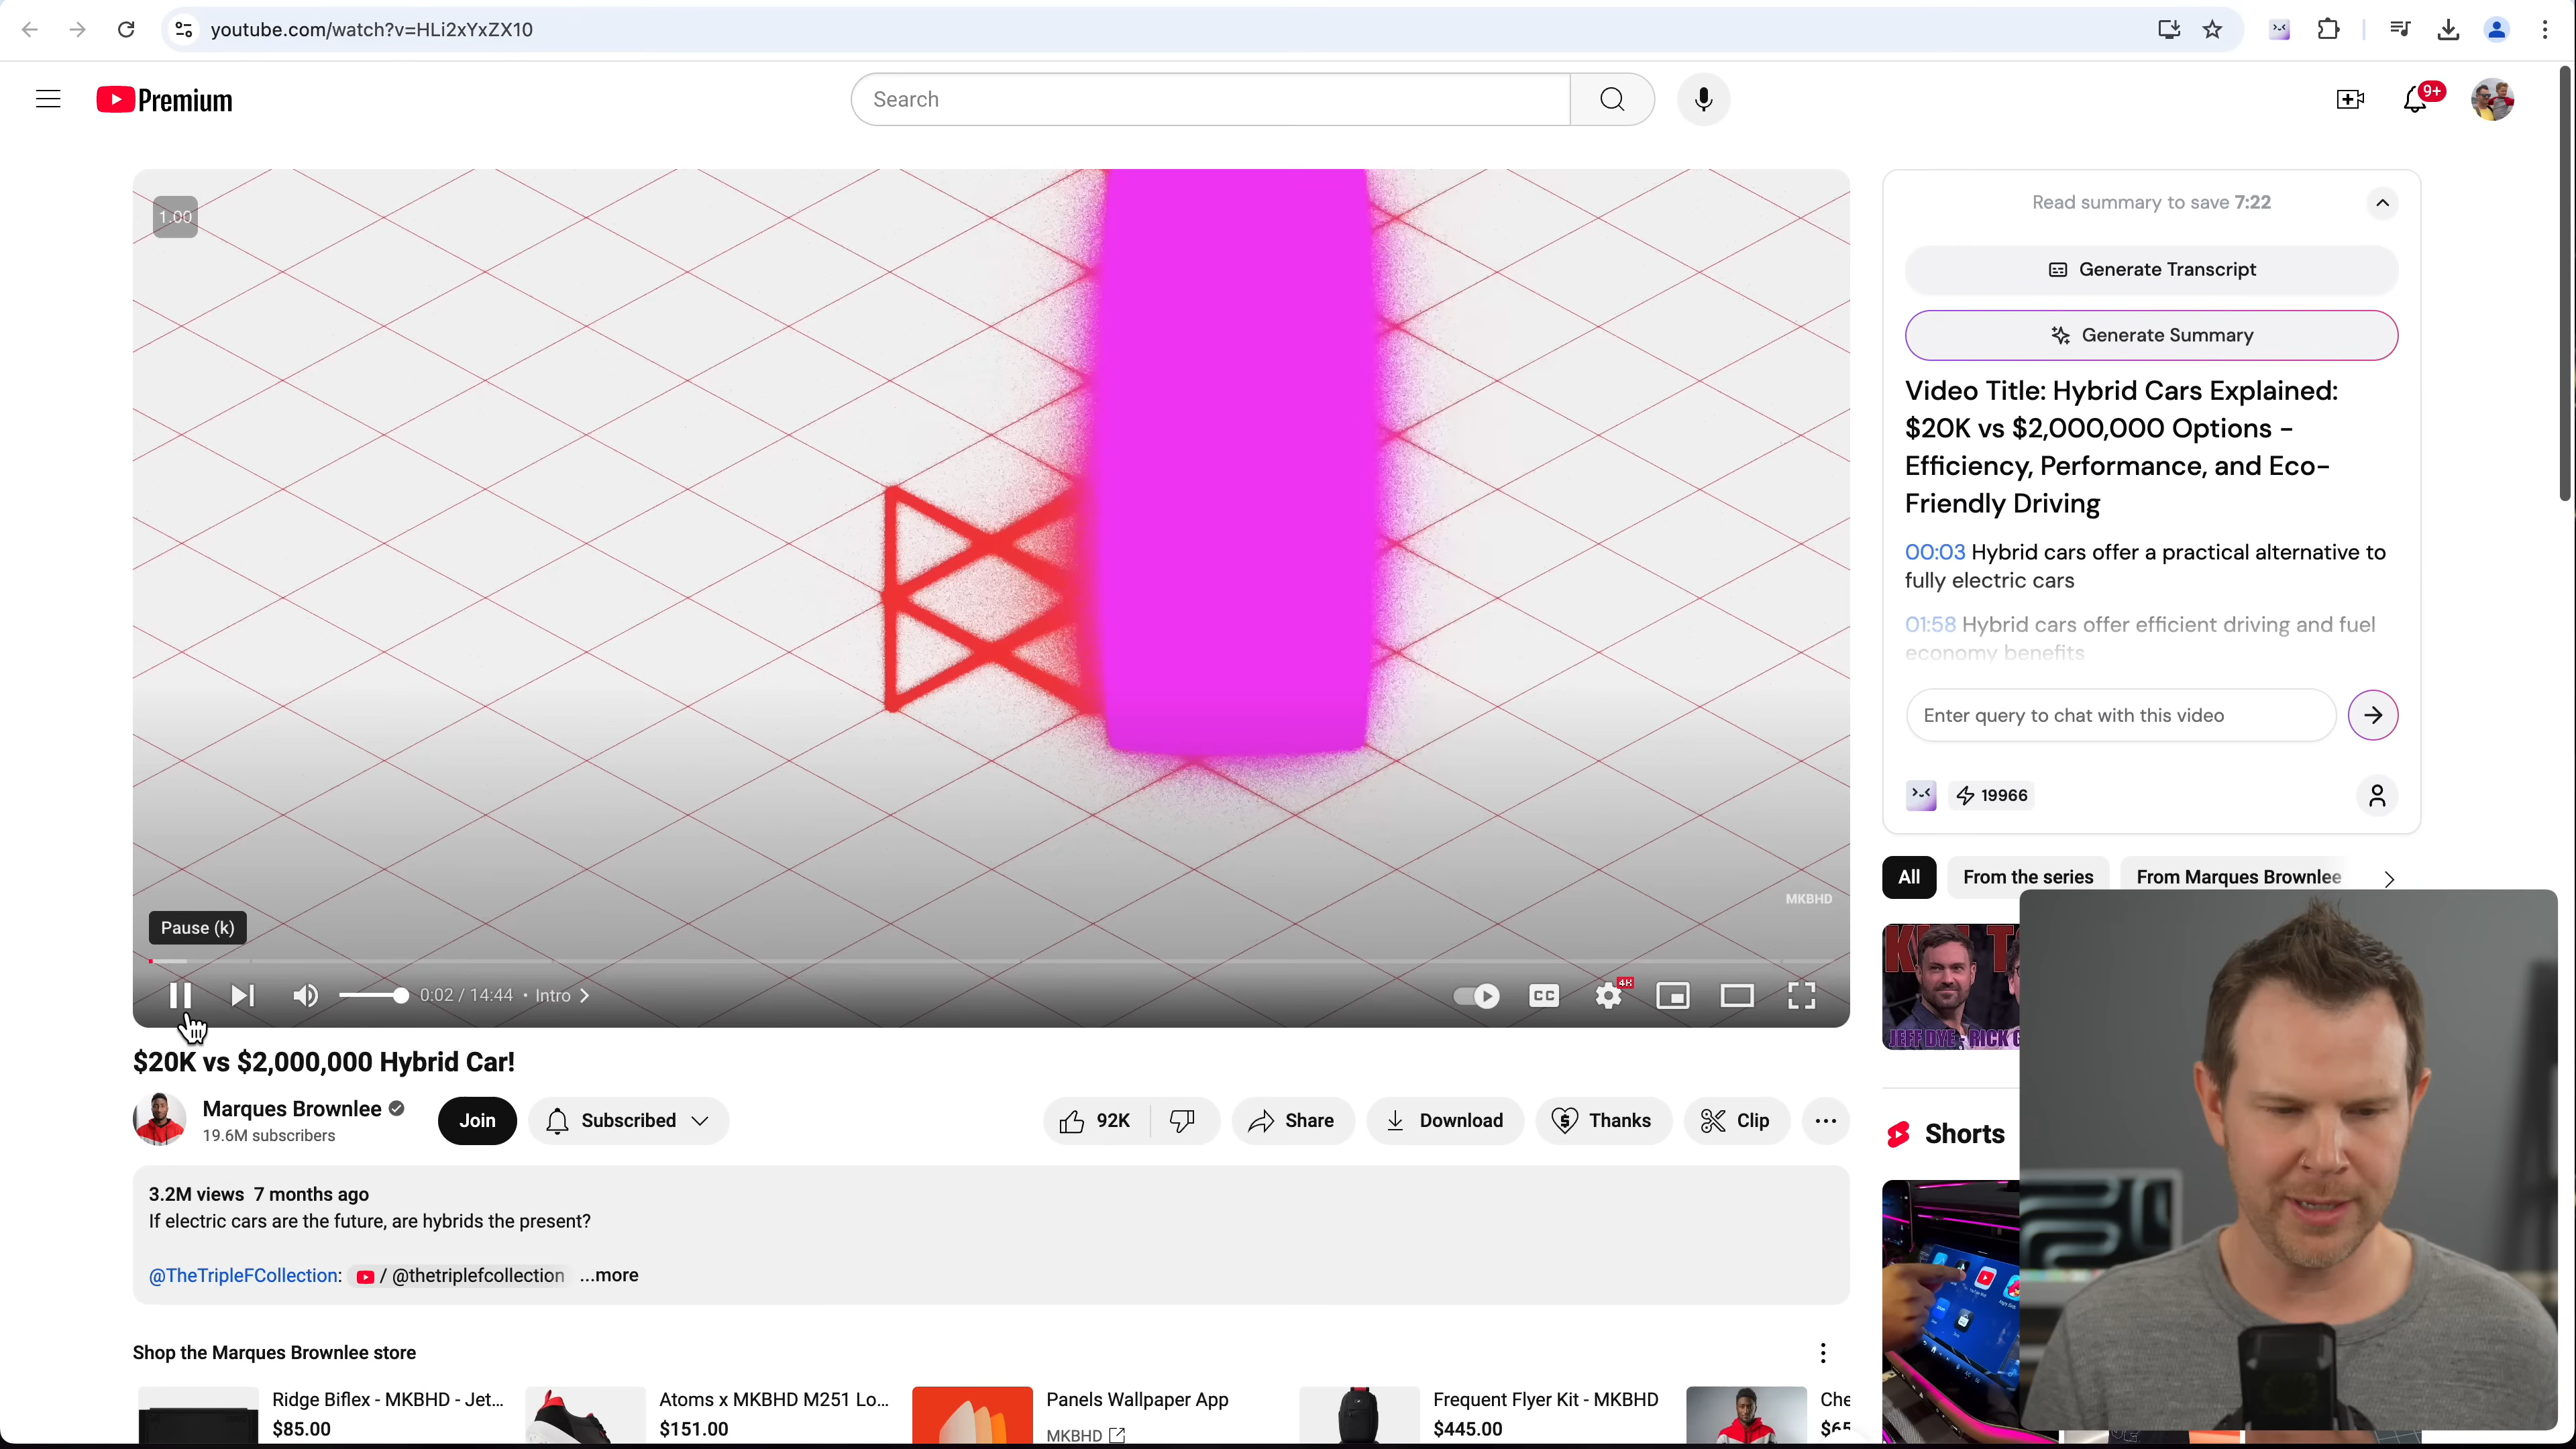 youtube.com/watch?v=HLi2xYxZX10
Premium
Search
9+
1.00
Read summary to save 7:22
Generate Transcript
Generate Summary
Video Title: Hybrid Cars Explained:
$20K vs $2,000,000 Options -
Efficiency, Performance, and Eco-
Friendly Driving
00:03 Hybrid cars offer a practical alternative to
fully electric cars
01:58 Hybrid cars offer efficient driving and fuel
economy benefits
Enter query to chat with this video
19966
All
From the series
From Marques Brownlee
MKBHD
Pause (k)
0:02 / 14:44 • Intro
CC
4K
JEFF DYE - RICK
$20K vs $2,000,000 Hybrid Car!
Marques Brownlee
19.6M subscribers
Join
Subscribed
92K
Share
Download
Thanks
Clip
Shorts
3.2M views 7 months ago
If electric cars are the future, are hybrids the present?
@TheTripleFCollection: / @thetriplefcollection ...more
Shop the Marques Brownlee store
Ridge Biflex - MKBHD - Jet...
$85.00
Atoms x MKBHD M251 Lo...
$151.00
Panels Wallpaper App
MKBHD
Frequent Flyer Kit - MKBHD
$445.00